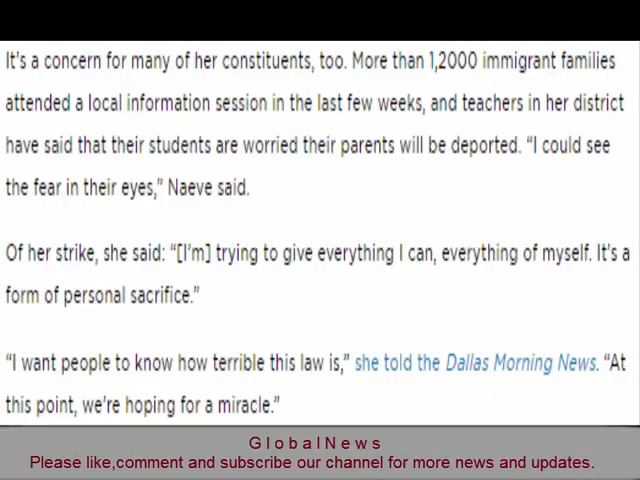 It's a concern for many of her constituents, too. More than 1,2000 immigrant families
attended a local information session in the last few weeks, and teachers in her district
have said that their students are worried their parents will be deported. “I could see
the fear in their eyes,” Naeve said.
Of her strike, she said: “[I'm] trying to give everything I can, everything of myself. It's a
form of personal sacrifice.”
“I want people to know how terrible this law is,” she told the Dallas Morning News. “At
this point, we're hoping for a miracle.”
G l o b a l N e w s
Please like,comment and subscribe our channel for more news and updates.